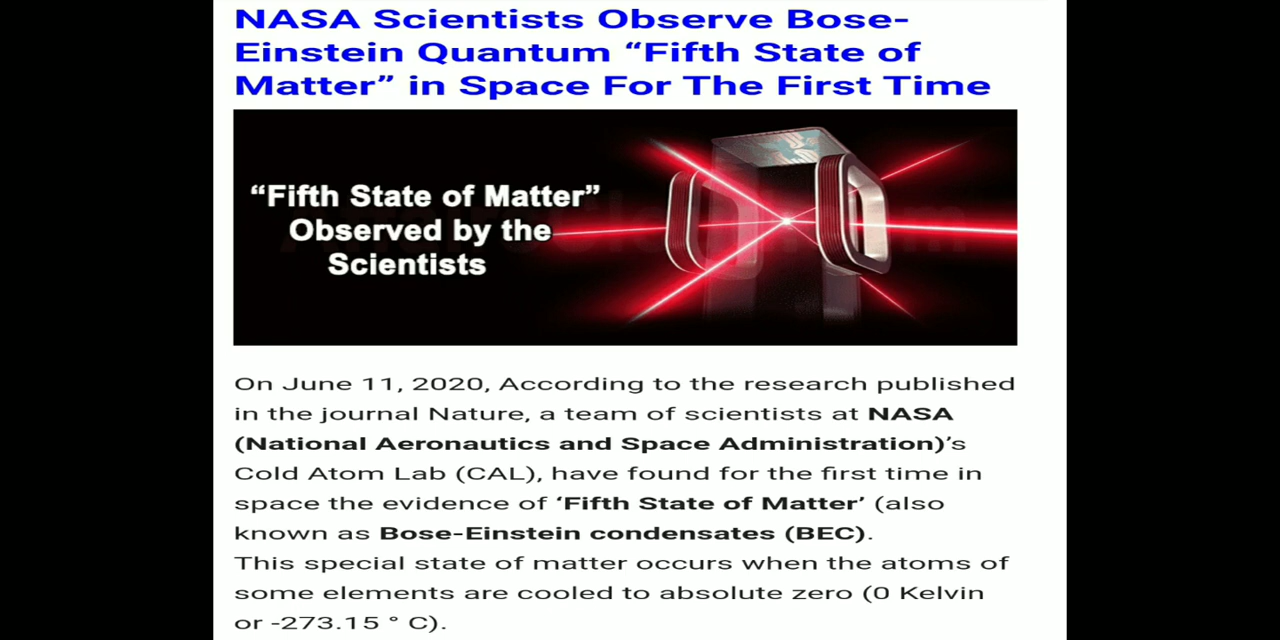 NASA Scientists Observe Bose-
Einstein Quantum “Fifth State of
Matter” in Space For The First Time
“Fifth State of Matter”
Observed by the
Scientists
On June 11, 2020, According to the research published
in the journal Nature, a team of scientists at NASA
(National Aeronautics and Space Administration)’s
Cold Atom Lab (CAL), have found for the first time in
space the evidence of ‘Fifth State of Matter’ (also
known as Bose-Einstein condensates (BEC).
This special state of matter occurs when the atoms of
some elements are cooled to absolute zero (0 Kelvin
or -273.15 ° C).